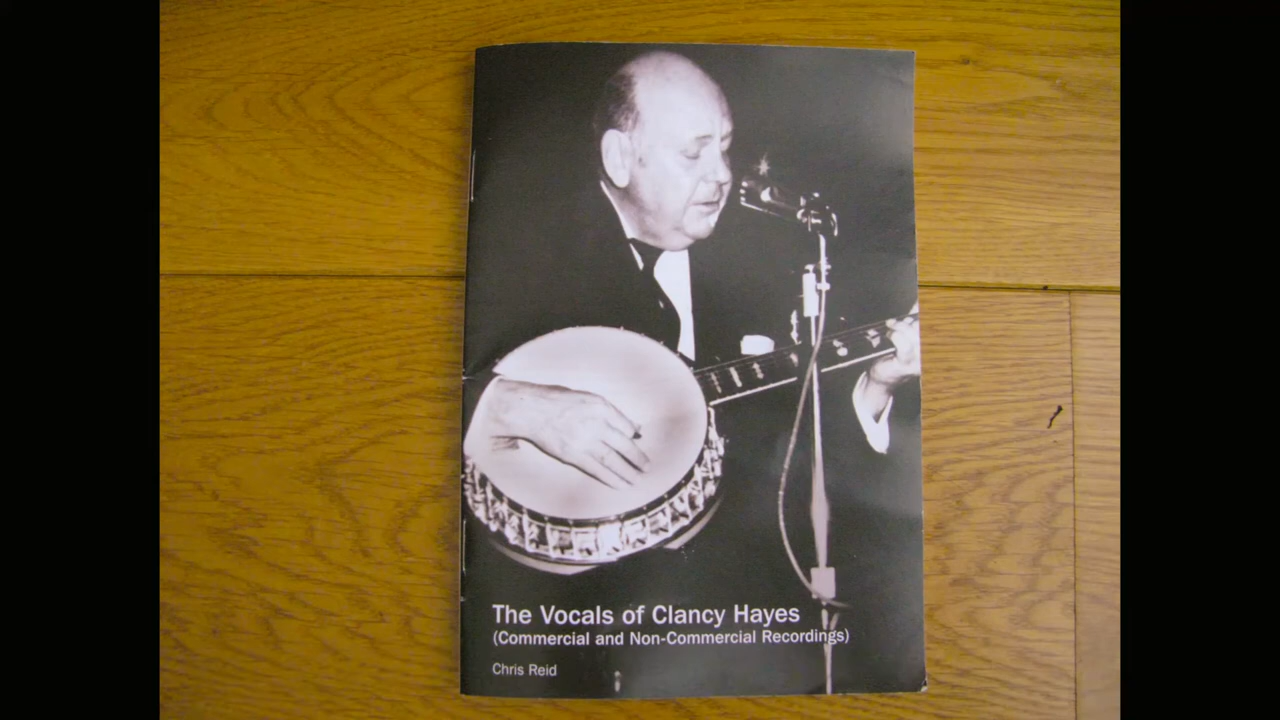 The Vocals of Clancy Hayes
(Commercial and Non-Commercial Recordings)
Chris Reid